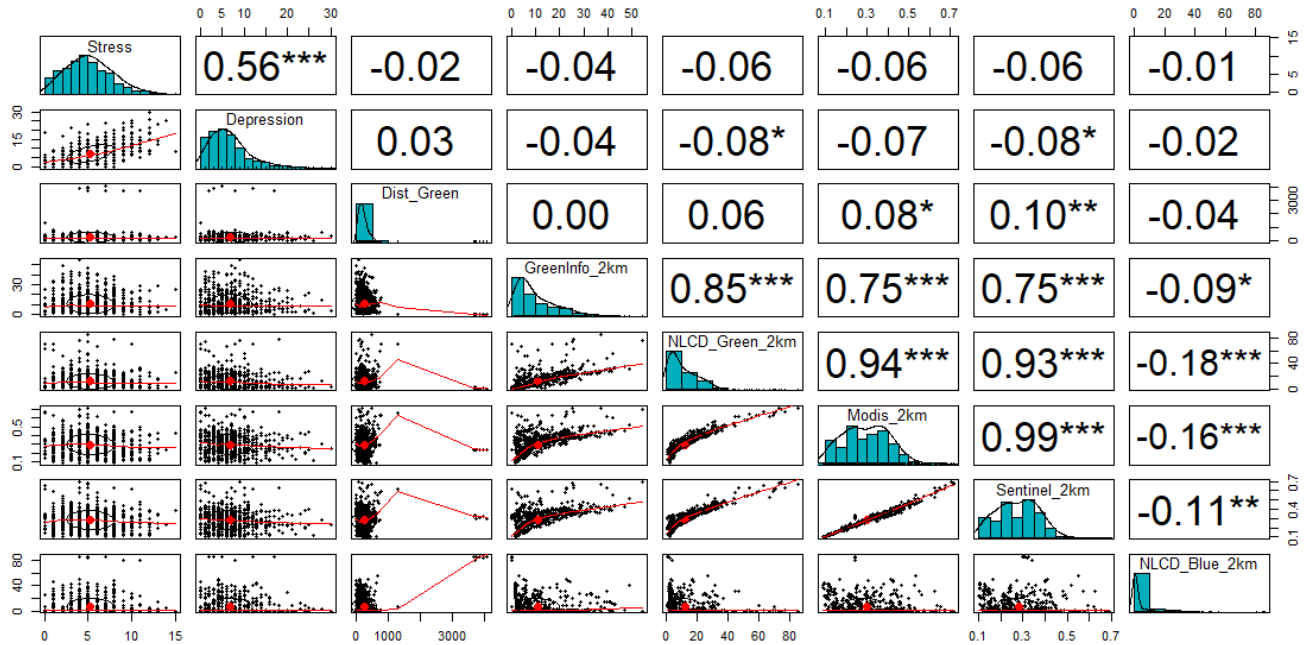 0 5 10 20 30 0 10 30 50 0.1 0.3 0.5 0.7 0 20 40 60 80
Stress 0.56*** -0.02 -0.04 -0.06 -0.06 -0.06 -0.01 0 5 15
0 15 30 Depression 0.03 -0.04 -0.08* -0.07 -0.08* -0.02
Dist_Green 0.00 0.06 0.08* 0.10** -0.04 0 3000
0 30 GreenInfo_2km 0.85*** 0.75*** 0.75*** -0.09*
NLCD_Green_2km 0.94*** 0.93*** -0.18*** 0 40 80
0.1 0.5 Modis_2km 0.99*** -0.16***
Sentinel_2km -0.11** 0.1 0.4 0.7
0 40 80 NLCD_Blue_2km
0 5 10 15 0 1000 3000 0 20 40 60 80 0.1 0.3 0.5 0.7